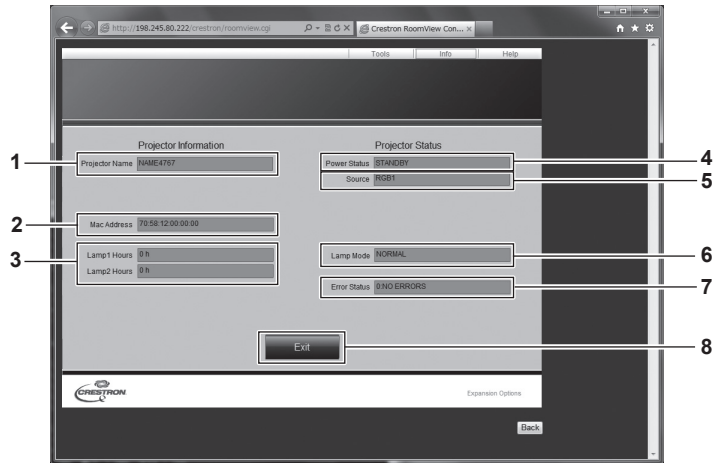 http://198.245.80.222/crestron/roomview.cgi
Crestron RoomView Con... ×
Tools Info Help
Projector Information
Projector Status
1
Projector Name NAME4767
Power Status STANDBY
4
Source RGB1
5
2
Mac Address 70:58:12:00:00:00
3
Lamp1 Hours 0 h
Lamp2 Hours 0 h
Lamp Mode NORMAL
6
Error Status 0:NO ERRORS
7
Exit
8
CRESTRON
Expansion Options
Back